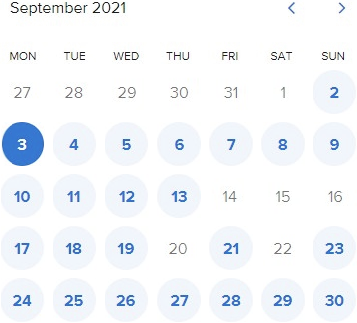 September 2021
MON TUE WED THU FRI SAT SUN
27 28 29 30 31 1 2
3 4 5 6 7 8 9
10 11 12 13 14 15 16
17 18 19 20 21 22 23
24 25 26 27 28 29 30